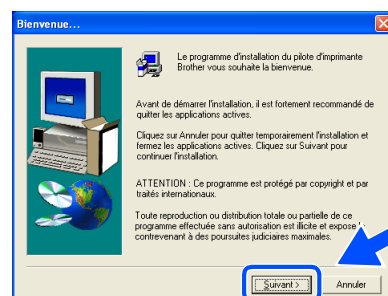 Bienvenue...
Le programme d'installation du pilote d'imprimante
Brother vous souhaite la bienvenue.
Avant de démarrer l'installation, il est fortement recommandé de
quitter les applications actives.
Cliquez sur Annuler pour quitter temporairement l'installation et
fermez les applications actives. Cliquez sur Suivant pour
continuer l'installation.
ATTENTION : Ce programme est protégé par copyright et par
traités internationaux.
Toute reproduction ou distribution totale ou partielle de ce
programme effectuée sans autorisation est illicite et expose
contrevenant à des poursuites judiciaires maximales.
Suivant >
Annuler